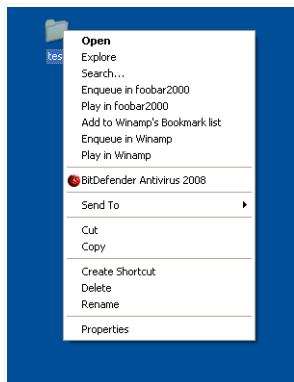 tes
Open
Explore
Search...
Enqueue in foobar2000
Play in foobar2000
Add to Winamp's Bookmark list
Enqueue in Winamp
Play in Winamp
BitDefender Antivirus 2008
Send To
Cut
Copy
Create Shortcut
Delete
Rename
Properties